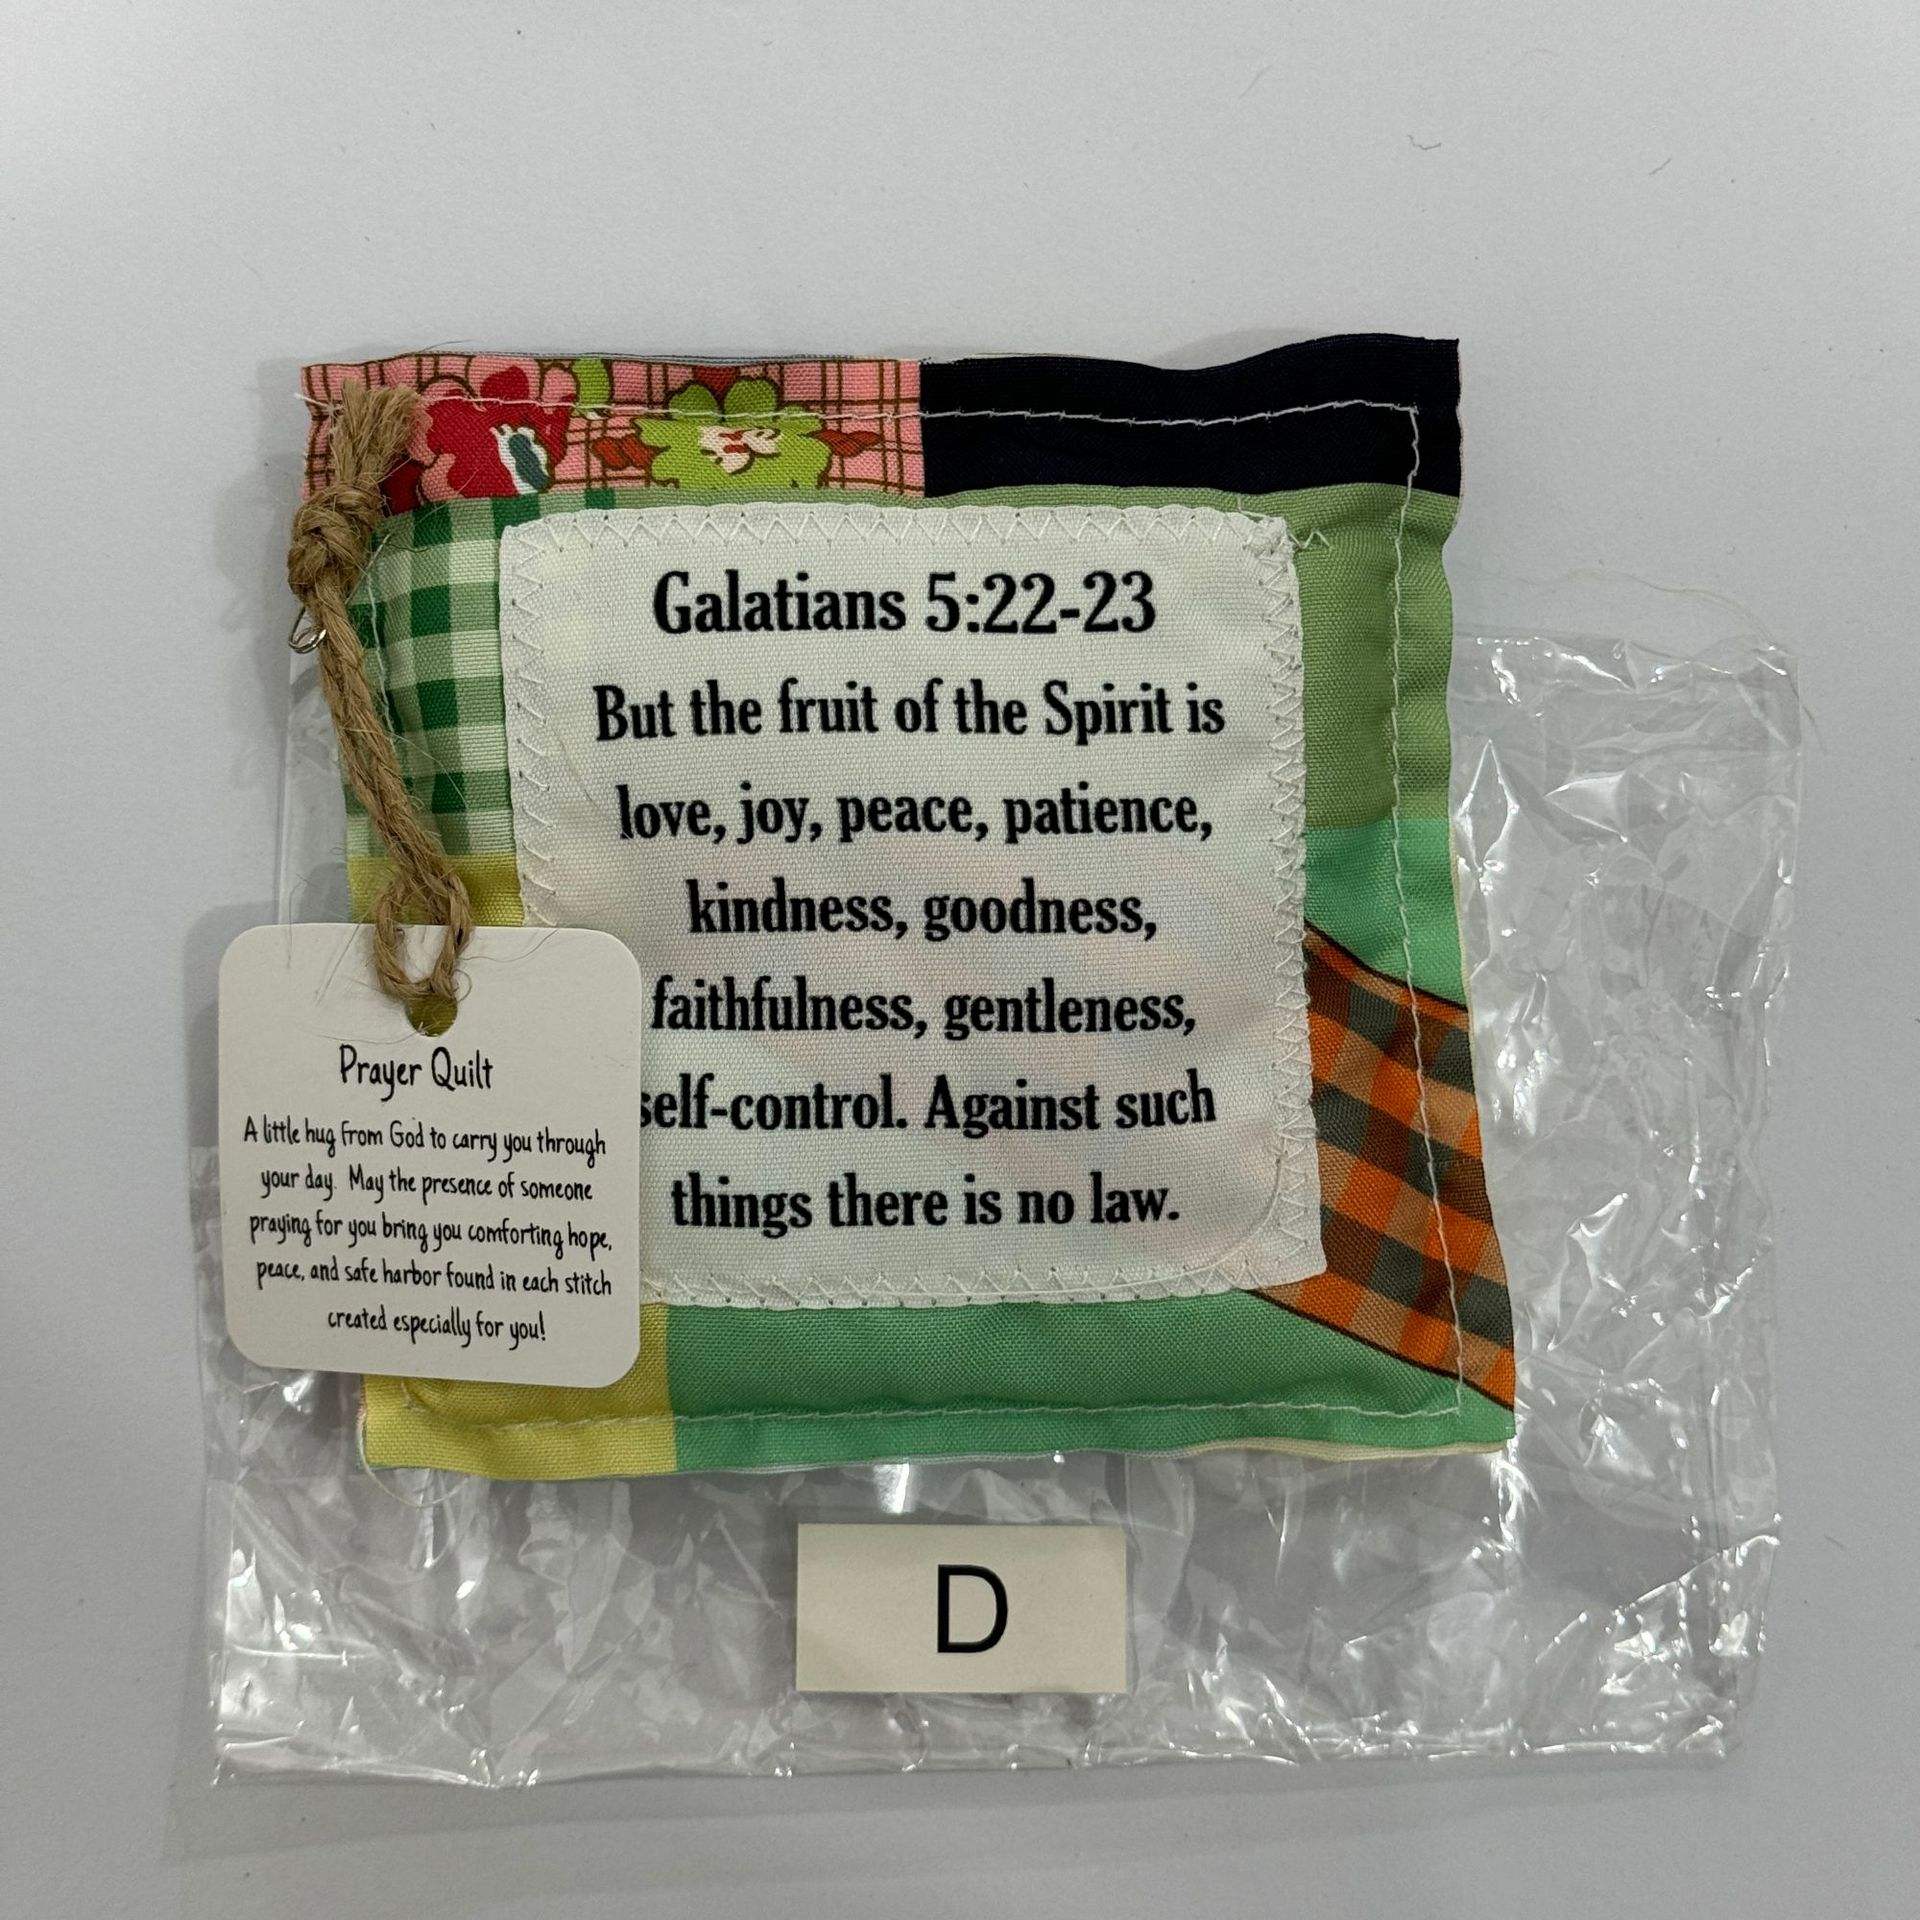 Galatians 5:22-23
But the fruit of the Spirit is
love, joy, peace, patience,
kindness, goodness,
faithfulness, gentleness,
self-control. Against such
things there is no law.
Prayer Quilt
A little hug from God to carry you through
your day. May the presence of someone
praying for you bring you comforting hope,
peace, and safe harbor found in each stitch
created especially for you!
D